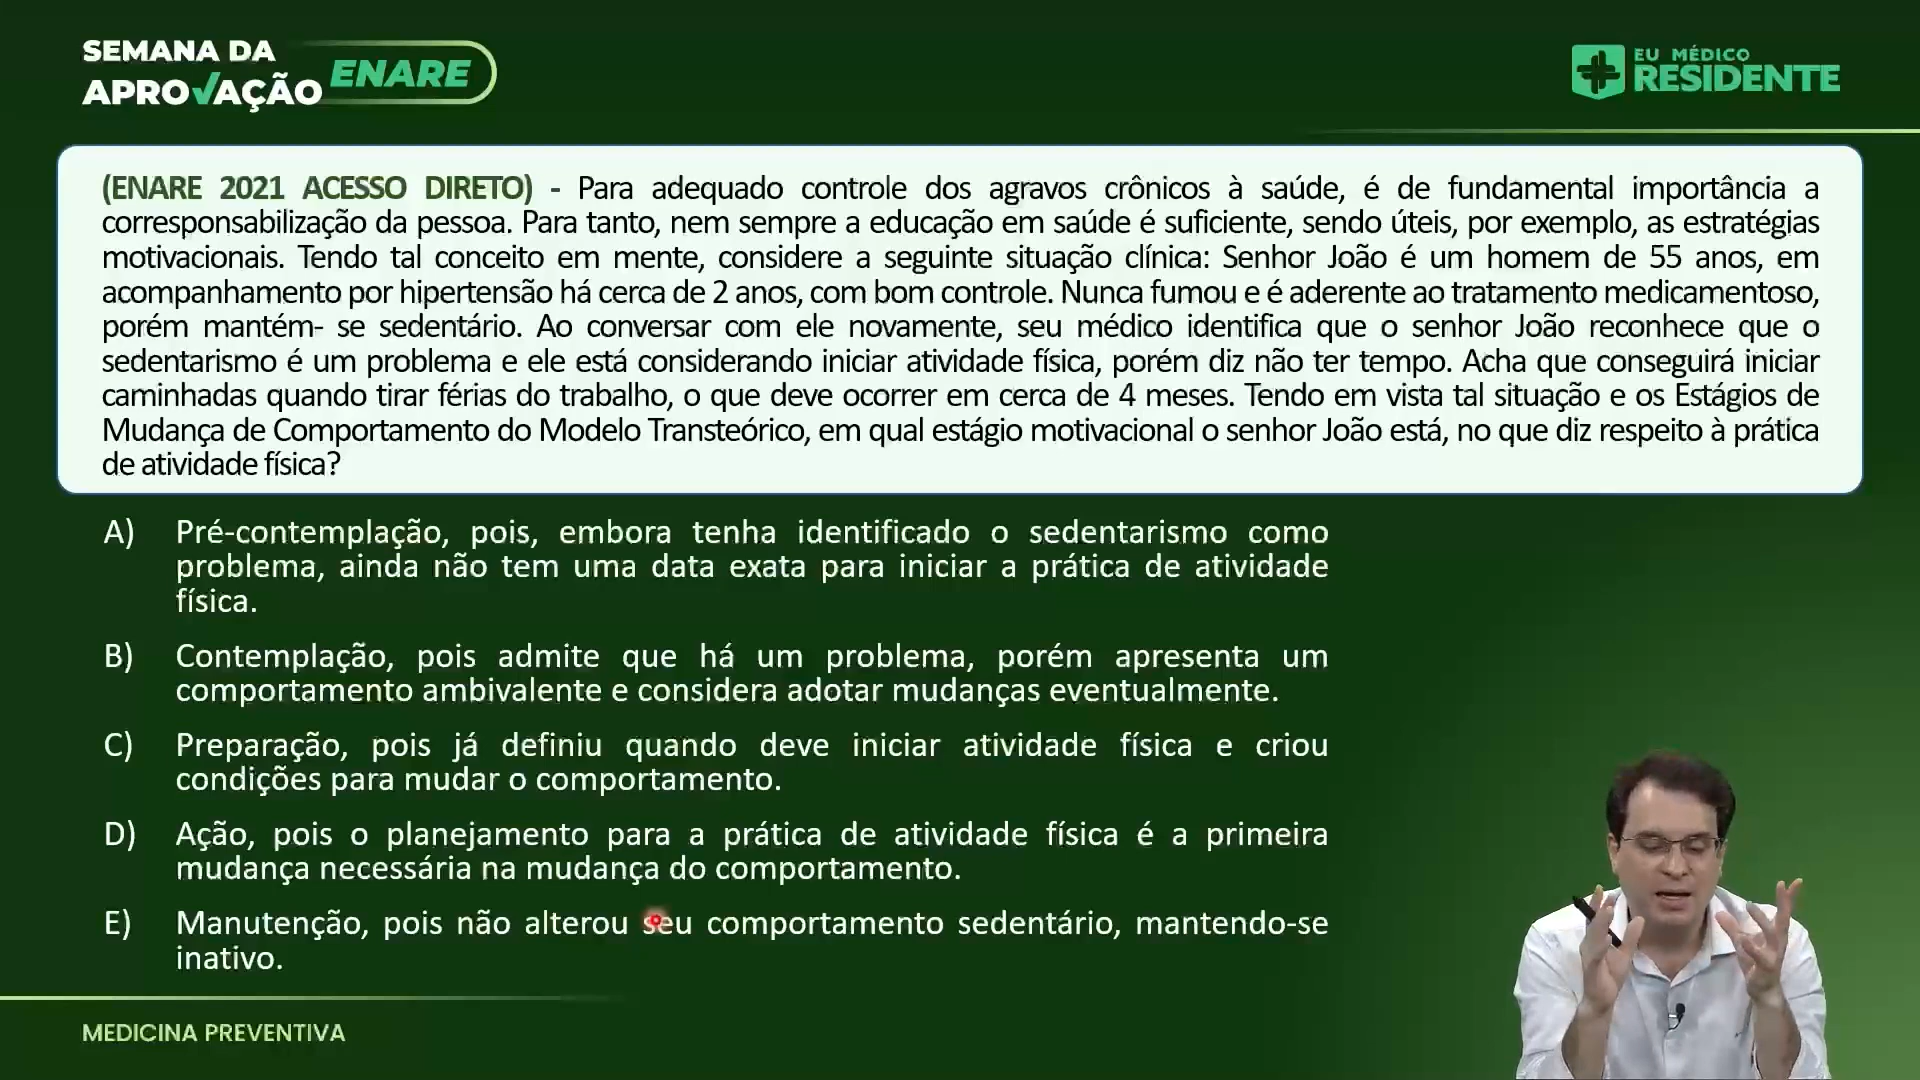 SEMANA DA
APROVAÇÃO ENARE
EU MÉDICO
RESIDENTE
(ENARE 2021 ACESSO DIRETO) - Para adequado controle dos agravos crônicos à saúde, é de fundamental importância a
corresponsabilização da pessoa. Para tanto, nem sempre a educação em saúde é suficiente, sendo úteis, por exemplo, as estratégias
motivacionais. Tendo tal conceito em mente, considere a seguinte situação clínica: Senhor João é um homem de 55 anos, em
acompanhamento por hipertensão há cerca de 2 anos, com bom controle. Nunca fumou e é aderente ao tratamento medicamentoso,
porém mantém- se sedentário. Ao conversar com ele novamente, seu médico identifica que o senhor João reconhece que o
sedentarismo é um problema e ele está considerando iniciar atividade física, porém diz não ter tempo. Acha que conseguirá iniciar
caminhadas quando tirar férias do trabalho, o que deve ocorrer em cerca de 4 meses. Tendo em vista tal situação e os Estágios de
Mudança de Comportamento do Modelo Transteórico, em qual estágio motivacional o senhor João está, no que diz respeito à prática
de atividade física?
A) Pré-contemplação, pois, embora tenha identificado o sedentarismo como
problema, ainda não tem uma data exata para iniciar a prática de atividade
física.
B) Contemplação, pois admite que há um problema, porém apresenta um
comportamento ambivalente e considera adotar mudanças eventualmente.
C) Preparação, pois já definiu quando deve iniciar atividade física e criou
condições para mudar o comportamento.
D) Ação, pois o planejamento para a prática de atividade física é a primeira
mudança necessária na mudança do comportamento.
E) Manutenção, pois não alterou seu comportamento sedentário, mantendo-se
inativo.
MEDICINA PREVENTIVA